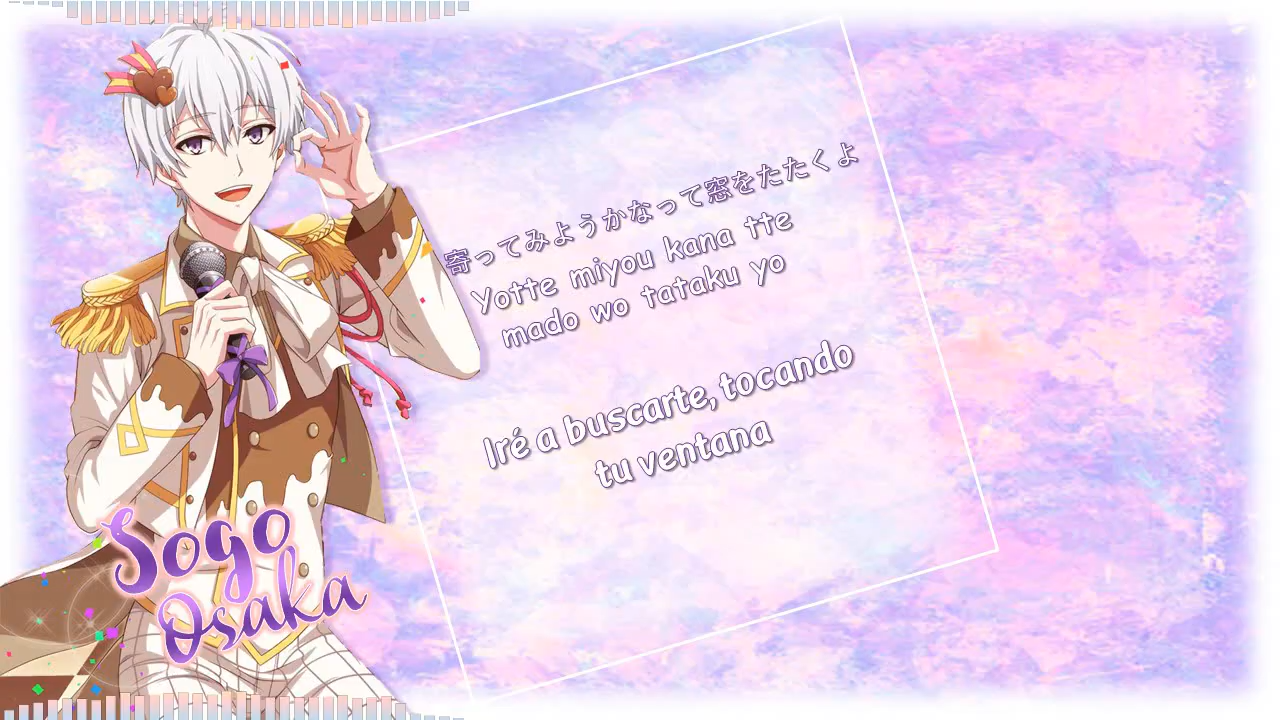 寄ってみようかなって窓をたたくよ
Yotte miyou kana tte
mado wo tataku yo
Iré a buscarte, tocando
tu ventana
Sogo
Osaka